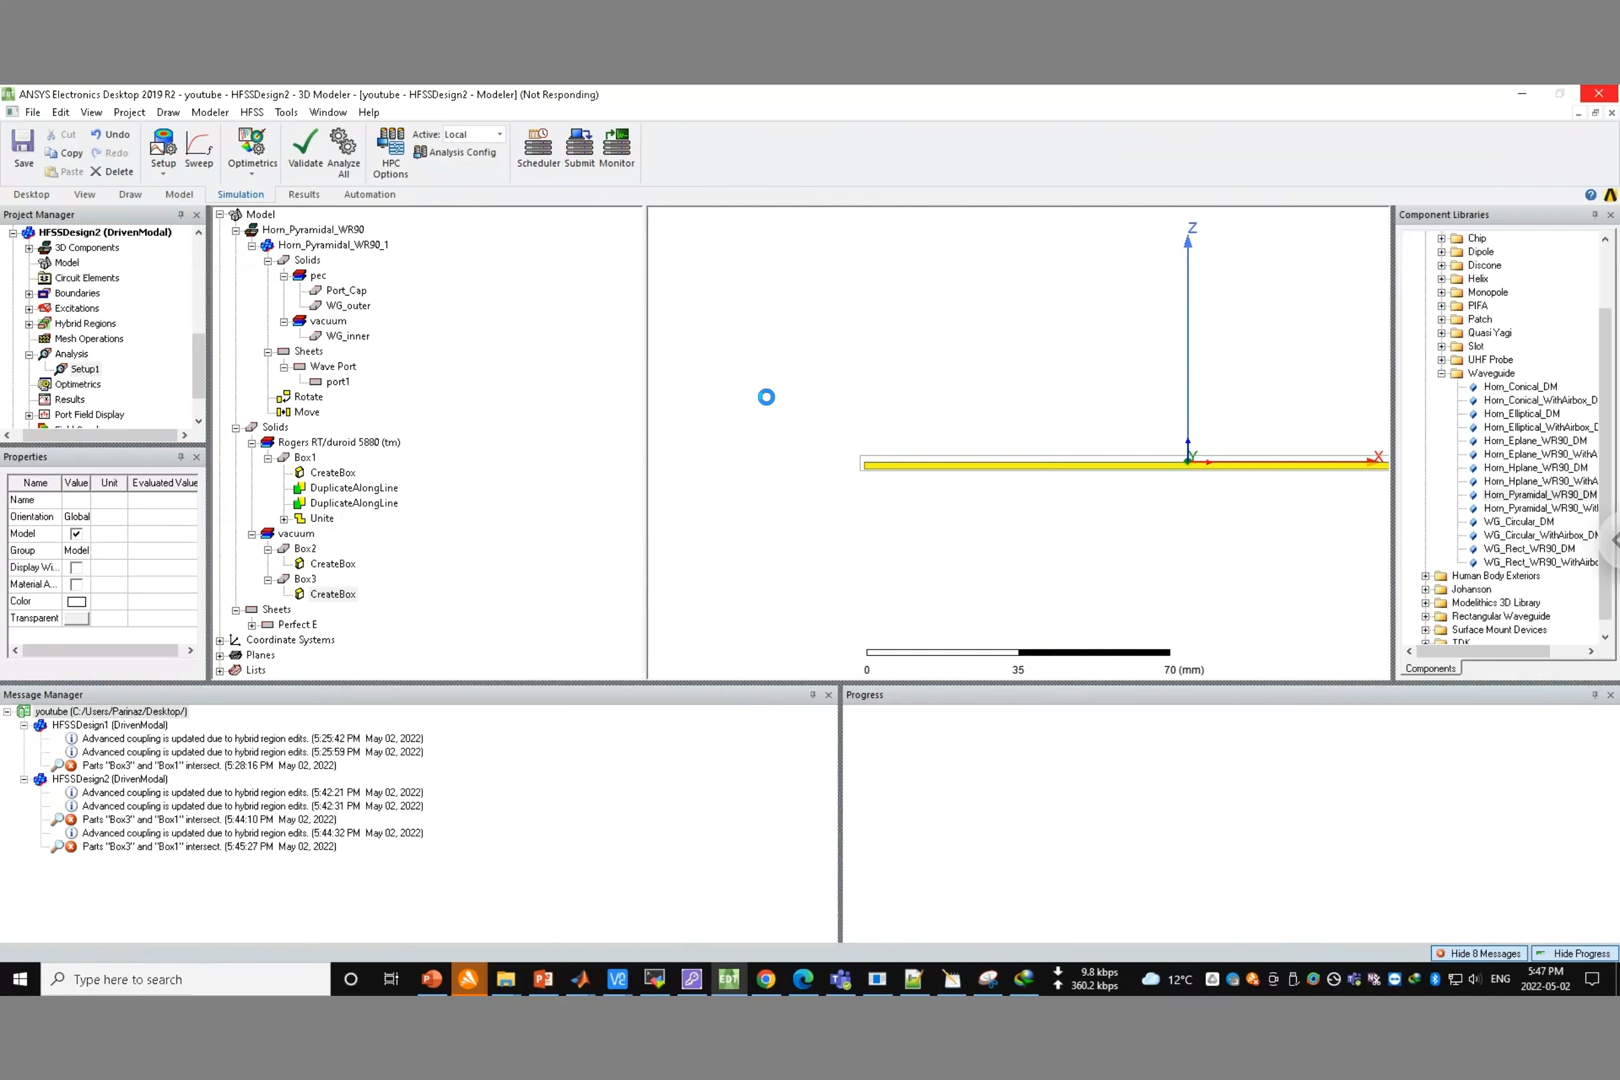 ANSYS Electronics Desktop 2019 R2 - youtube - HFSSDesign2 - 3D Modeler - [youtube - HFSSDesign2 - Modeler] (Not Responding)
File Edit View Project Draw Modeler HFSS Tools Window Help
Save
Cut
Copy
Paste
Undo
Redo
Delete
Setup
Sweep
Optimetrics
Validate
Analyze
All
HPC
Options
Active: Local
Analysis Config
Scheduler
Submit
Monitor
Desktop View Draw Model Simulation Results Automation
Project Manager
HFSSDesign2 (DrivenModal)
3D Components
Model
Circuit Elements
Boundaries
Excitations
Hybrid Regions
Mesh Operations
Analysis
Setup1
Optimetrics
Results
Port Field Display
Properties
Name Value Unit Evaluated Value
Name
Orientation Global
Model
Group Model
Display Wi...
Material A...
Color
Transparent
Model
Horn_Pyramidal_WR90
Horn_Pyramidal_WR90_1
Solids
pec
Port_Cap
WG_outer
vacuum
WG_inner
Sheets
Wave Port
port1
Rotate
Move
Solids
Rogers RT/duroid 5880 (tm)
Box1
CreateBox
DuplicateAlongLine
DuplicateAlongLine
Unite
vacuum
Box2
CreateBox
Box3
CreateBox
Sheets
Perfect E
Coordinate Systems
Planes
Lists
Z
Y
X
0 35 70 (mm)
Component Libraries
Chip
Dipole
Discone
Helix
Monopole
PIFA
Patch
Quasi Yagi
Slot
UHF Probe
Waveguide
Horn_Conical_DM
Horn_Conical_WithAirbox_D
Horn_Elliptical_DM
Horn_Elliptical_WithAirbox_D
Horn_Eplane_WR90_DM
Horn_Eplane_WR90_WithA
Horn_Hplane_WR90_DM
Horn_Hplane_WR90_WithA
Horn_Pyramidal_WR90_DM
Horn_Pyramidal_WR90_Wit
WG_Circular_DM
WG_Circular_WithAirbox_DM
WG_Rect_WR90_DM
WG_Rect_WR90_WithAirbo
Human Body Exteriors
Johanson
Modelithics 3D Library
Rectangular Waveguide
Surface Mount Devices
TDK
Components
Message Manager
youtube (C:/Users/Parinaz/Desktop/)
HFSSDesign1 (DrivenModal)
Advanced coupling is updated due to hybrid region edits. (5:25:42 PM May 02, 2022)
Advanced coupling is updated due to hybrid region edits. (5:25:59 PM May 02, 2022)
Parts "Box3" and "Box1" intersect. (5:28:16 PM May 02, 2022)
HFSSDesign2 (DrivenModal)
Advanced coupling is updated due to hybrid region edits. (5:42:21 PM May 02, 2022)
Advanced coupling is updated due to hybrid region edits. (5:42:31 PM May 02, 2022)
Parts "Box3" and "Box1" intersect. (5:44:10 PM May 02, 2022)
Advanced coupling is updated due to hybrid region edits. (5:44:32 PM May 02, 2022)
Parts "Box3" and "Box1" intersect. (5:45:27 PM May 02, 2022)
Progress
Hide 8 Messages
Hide Progress
Type here to search
EDT
9.8 kbps
360.2 kbps
12°C
ENG
5:47 PM
2022-05-02